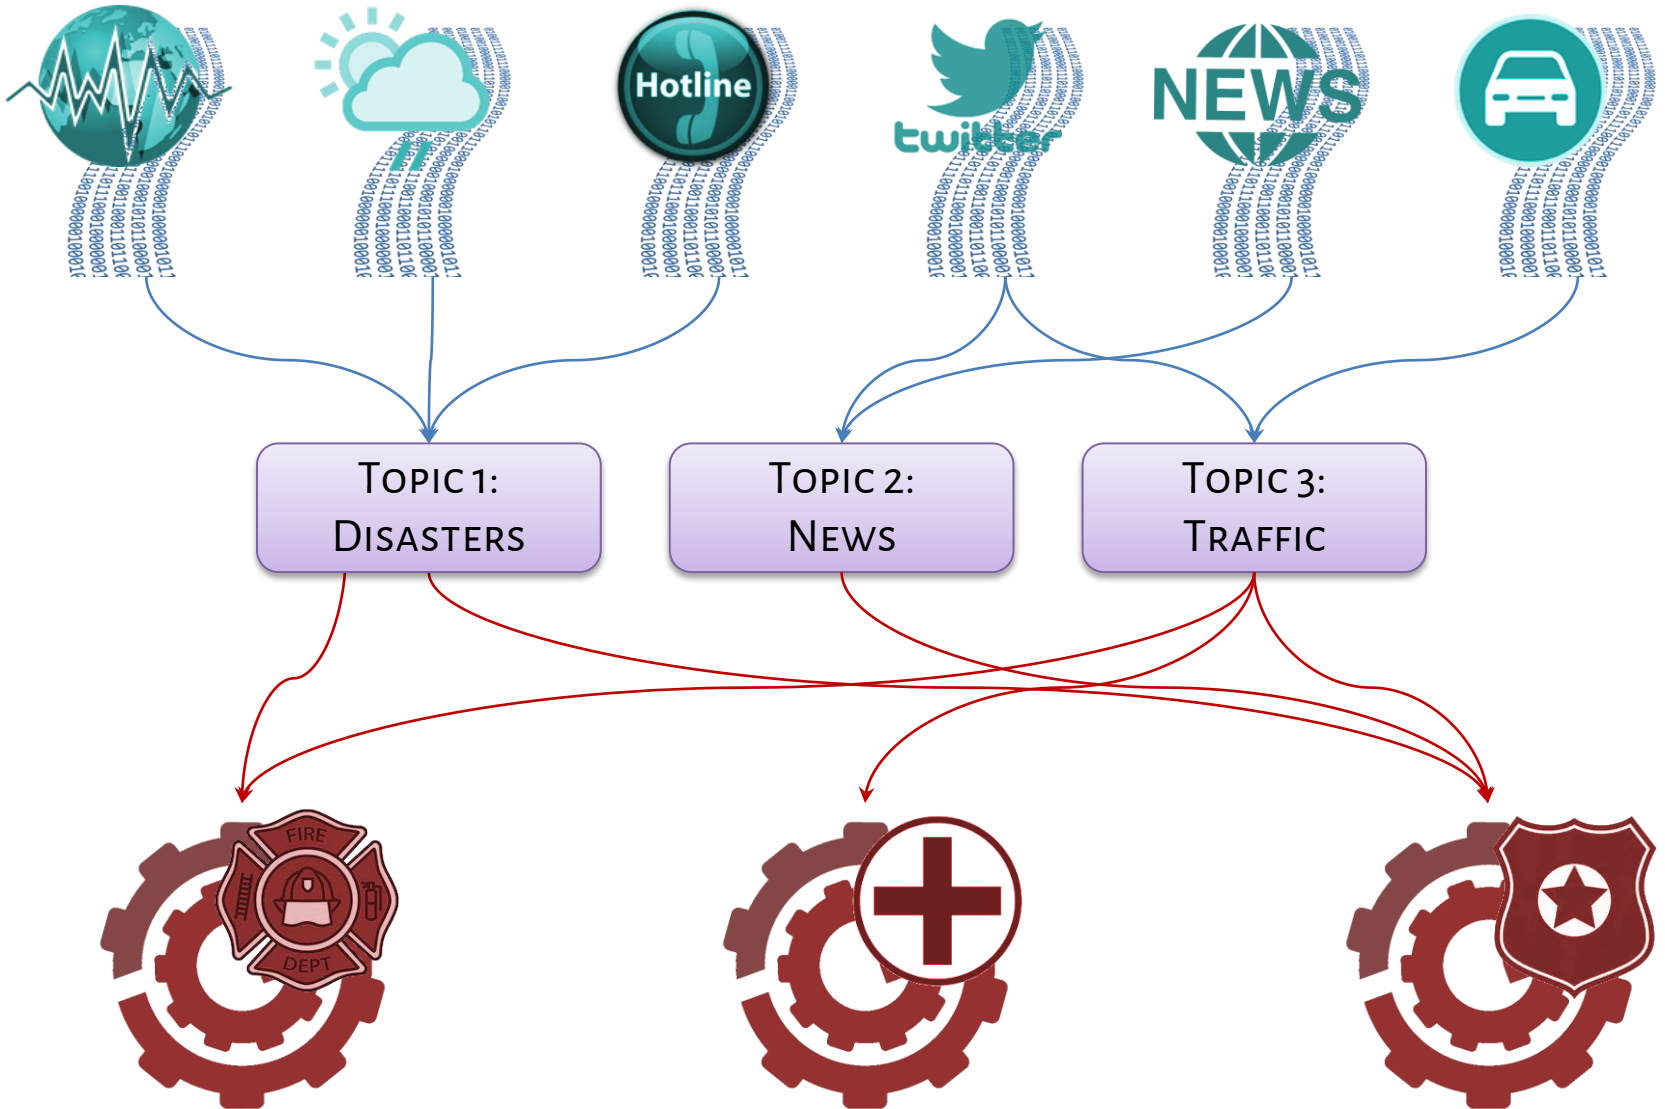 Hotline
twitter
NEWS
Topic 1:
Disasters
Topic 2:
News
Topic 3:
Traffic
FIRE
DEPT